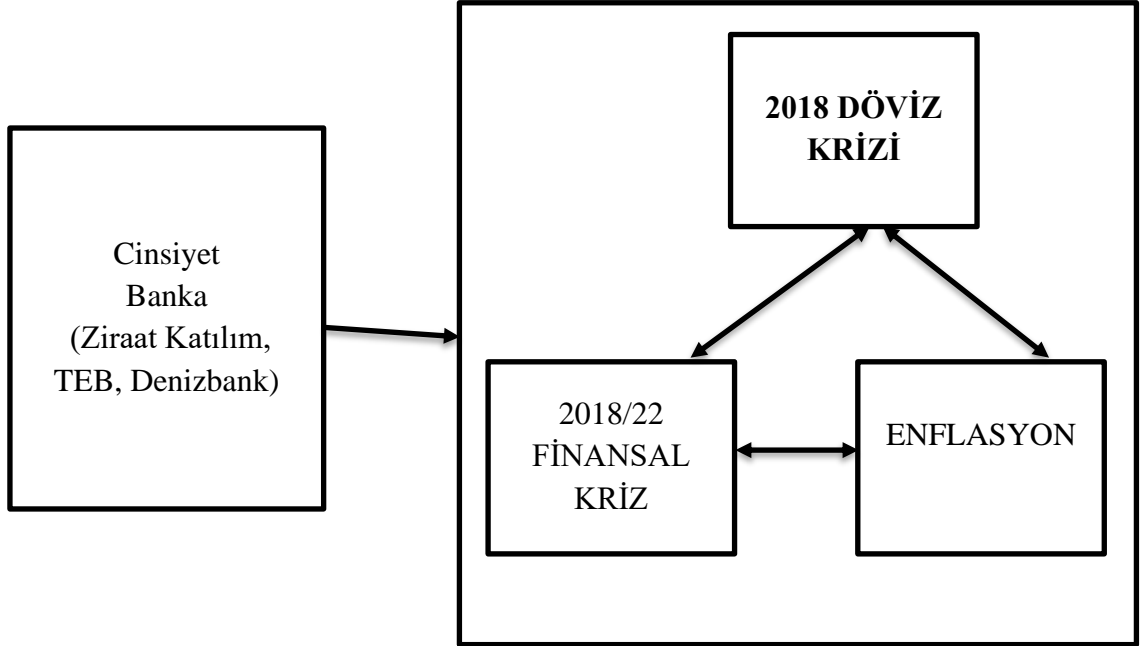 Cinsiyet
Banka
(Ziraat Katılım,
TEB, Denizbank)
2018 DÖVİZ
KRİZİ
2018/22
FİNANSAL
KRİZ
ENFLASYON